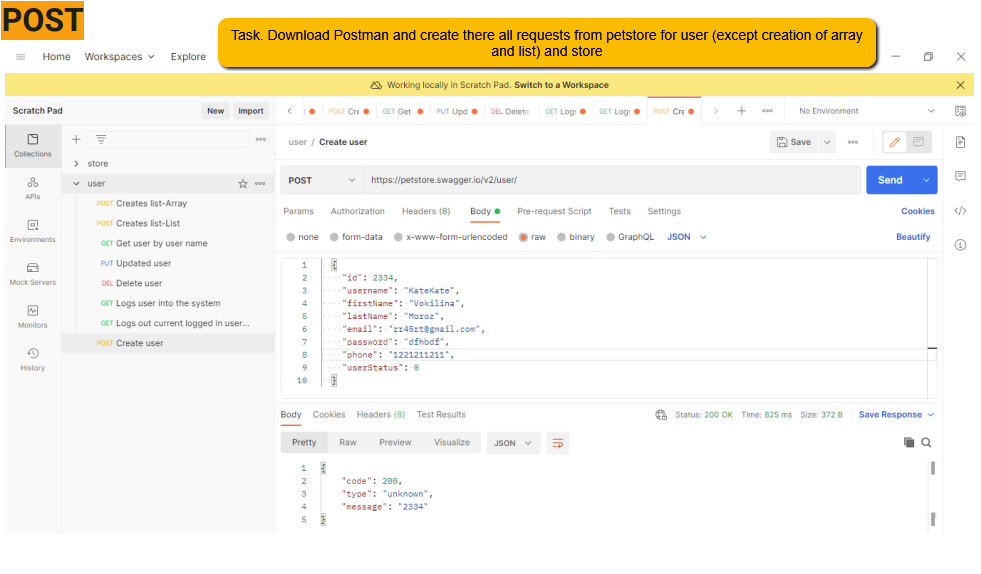 POST
Task. Download Postman and create there all requests from petstore for user (except creation of array
and list) and store
Home Workspaces Explore
Working locally in Scratch Pad. Switch to a Workspace
Scratch Pad New Import
POST Cre GET Get PUT Upd DEL Delete GET Log: GET Log: POST Cre No Environment
Collections
APIs
Environments
Mock Servers
Monitors
History
store
user
POST Creates list-Array
POST Creates list-List
GET Get user by user name
PUT Updated user
DEL Delete user
GET Logs user into the system
GET Logs out current logged in user...
POST Create user
user / Create user Save
POST https://petstore.swagger.io/v2/user/ Send
Params Authorization Headers (8) Body Pre-request Script Tests Settings Cookies
none form-data x-www-form-urlencoded raw binary GraphQL JSON Beautify
1 {
2 "id": 2334,
3 "username": "KateKate",
4 "firstName": "Vokilina",
5 "lastName": "Moroz",
6 "email": "rr45rt@gmail.com",
7 "password": "dfhbdf",
8 "phone": "1221211211",
9 "userStatus": 0
10 }
Body Cookies Headers (8) Test Results Status: 200 OK Time: 825 ms Size: 372 B Save Response
Pretty Raw Preview Visualize JSON
1 {
2 "code": 200,
3 "type": "unknown",
4 "message": "2334"
5 }